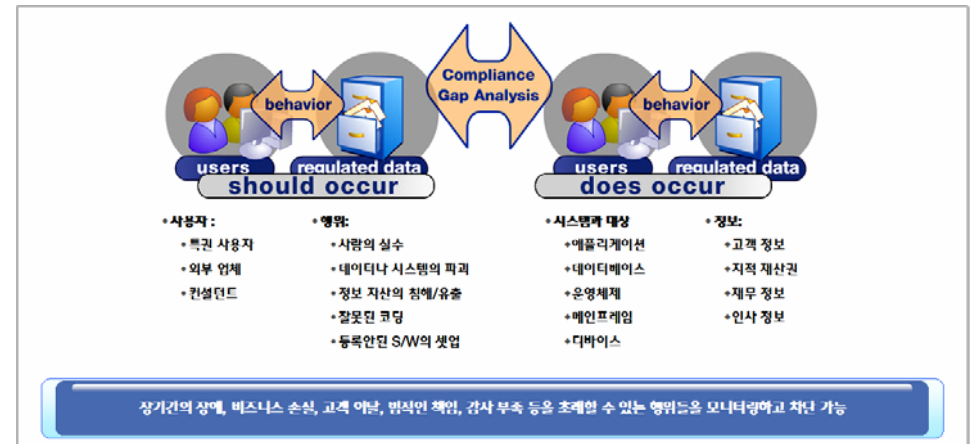 Compliance
Gap Analysis
behavior
behavior
users
regulated data
users
regulated data
should occur
does occur
• 사용자 :
• 특권 사용자
• 외부 업체
• 컨설턴트
• 행위:
• 사람의 실수
• 데이터나 시스템의 파괴
• 정보 자산의 침해/유출
• 잘못된 코딩
• 등록안된 S/W의 셋업
• 시스템과 대상
• 애플리케이션
• 데이터베이스
• 운영체제
• 메인프레임
• 디바이스
• 정보:
• 고객 정보
• 지적 재산권
• 재무 정보
• 인사 정보
장기간의 장애, 비즈니스 손실, 고객 이탈, 법적인 책임, 감사 부족 등을 초래할 수 있는 행위들을 모니터링하고 차단 가능